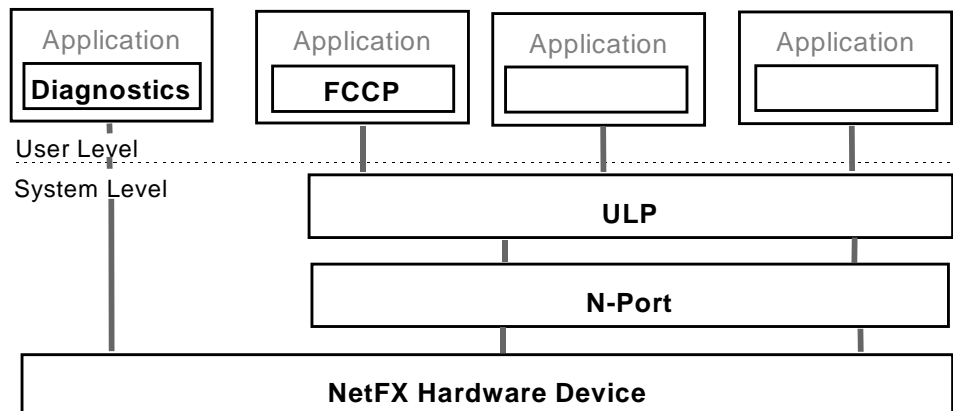 Application
Application
Application
Application
Diagnostics
FCCP
User Level
System Level
ULP
N-Port
NetFX Hardware Device